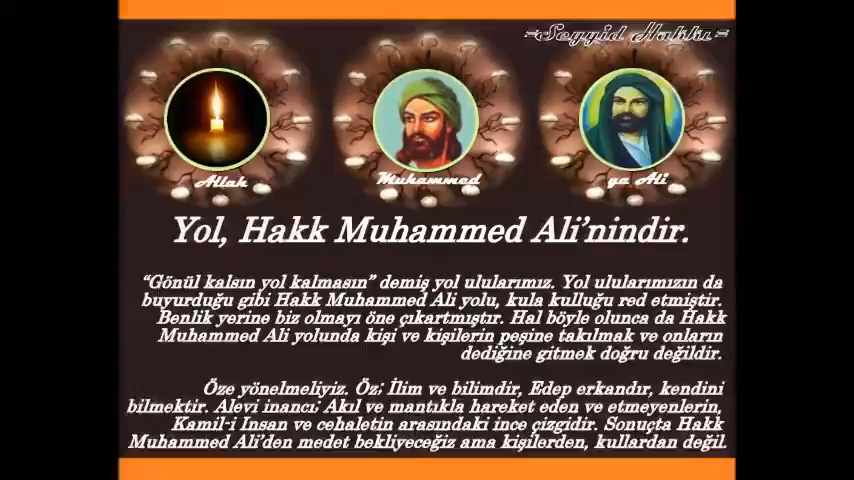 =Seyyid Hakkı=
Allah
Muhammed
ya Ali
Yol, Hakk Muhammed Ali’nindir.
“Gönül kalsın yol kalmasın” demiş yol ulularımız. Yol ulularımızın da
buyurduğu gibi Hakk Muhammed Ali yolu, kula kulluğu red etmiştir.
Benlik yerine biz olmayı öne çıkartmıştır. Hal böyle olunca da Hakk
Muhammed Ali yolunda kişi ve kişilerin peşine takılmak ve onların
dediğine gitmek doğru değildir.
Öze yönelmeliyiz. Öz; İlim ve bilimdir, Edep erkandır, kendini
bilmektir. Alevi inancı; Akıl ve mantıkla hareket eden ve etmeyenlerin,
Kamil-i Insan ve cehaletin arasındaki ince çizgidir. Sonuçta Hakk
Muhammed Ali’den medet bekliyeceğiz ama kişilerden, kullardan değil.